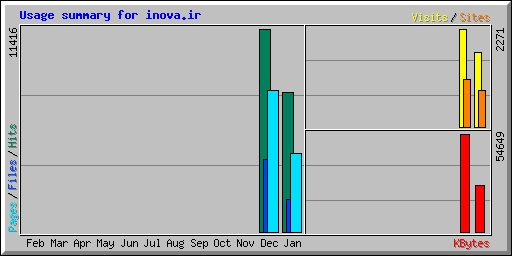 Usage summary for inova.ir
Visits / Sites
11416
2271
54649
Pages / Files / Hits
Feb Mar Apr May Jun Jul Aug Sep Oct Nov Dec Jan
KBytes